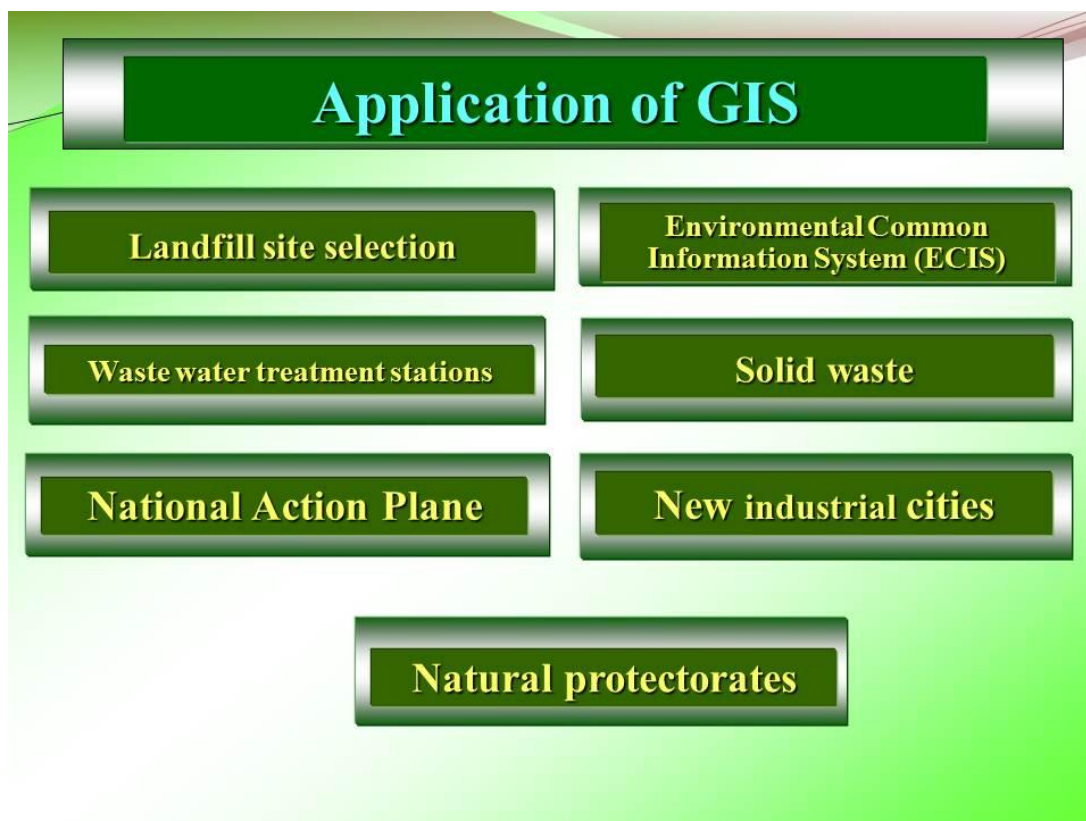 Application of GIS
Landfill site selection
Environmental Common
Information System (ECIS)
Waste water treatment stations
Solid waste
National Action Plane
New industrial cities
Natural protectorates